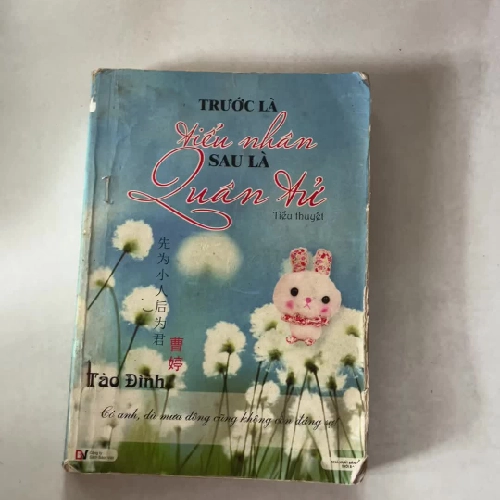 TRƯỚC LÀ
tiểu nhân
SAU LÀ
Quân tử
Tiểu thuyết
先为小人后为君
曹婷
Tào Đình
Có anh, dù mưa dông cũng không còn đáng sợ!